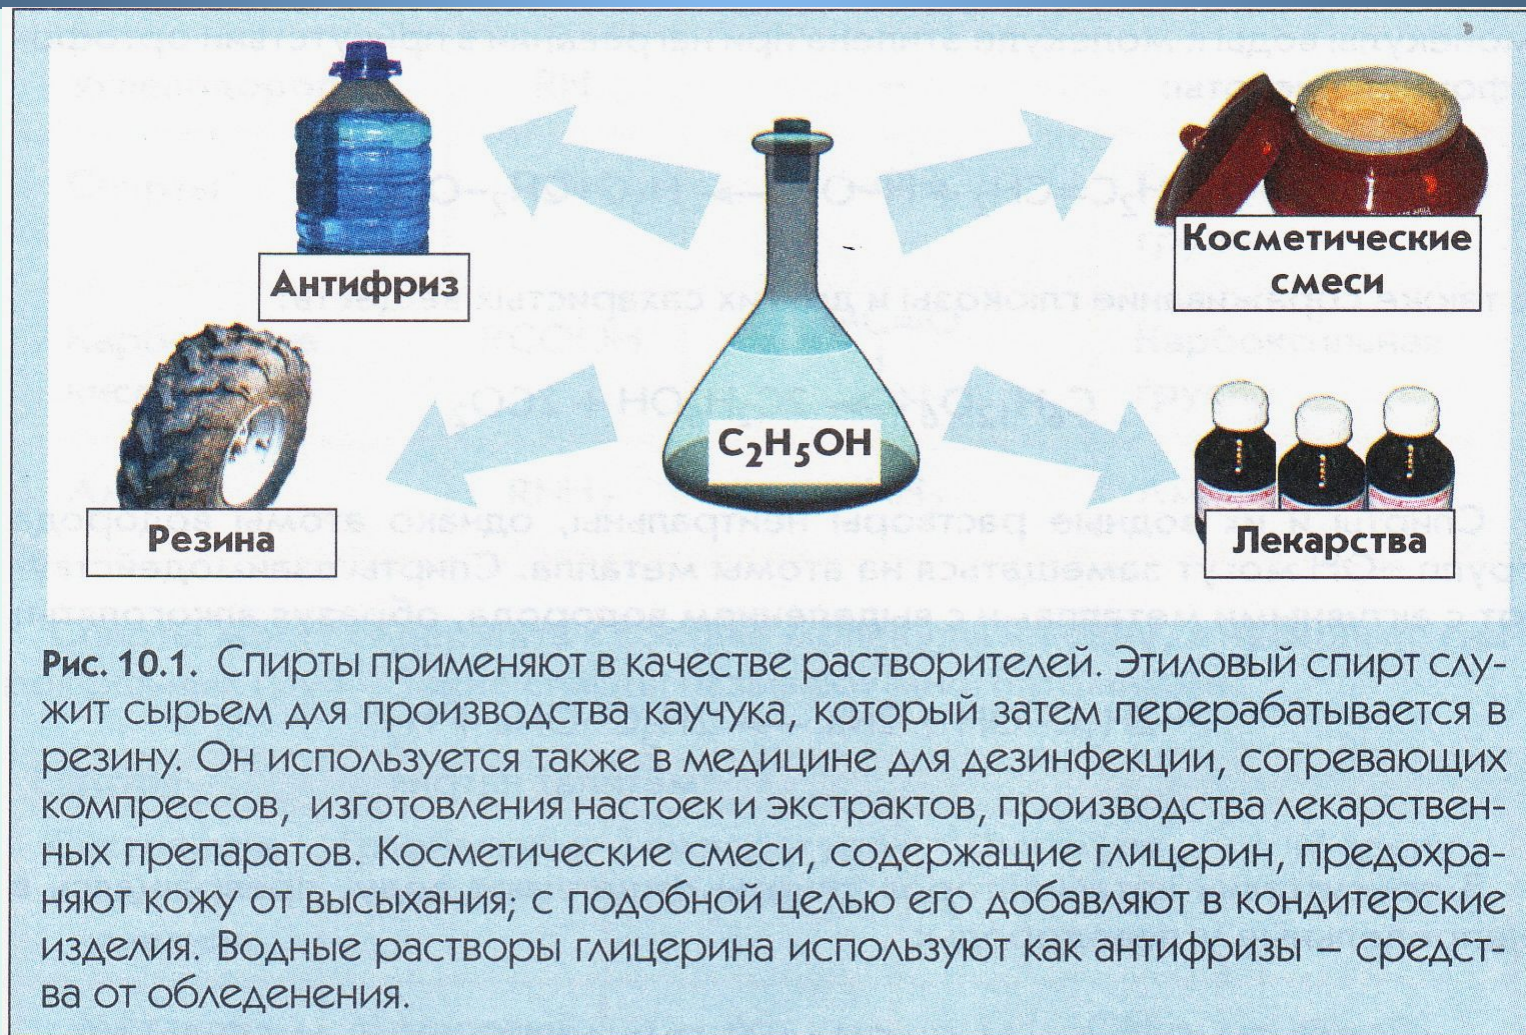 Антифриз
Косметические
смеси
C₂H₅OH
Резина
Лекарства
Рис. 10.1. Спирты применяют в качестве растворителей. Этиловый спирт слу-
жит сырьем для производства каучука, который затем перерабатывается в
резину. Он используется также в медицине для дезинфекции, согревающих
компрессов, изготовления настоек и экстрактов, производства лекарствен-
ных препаратов. Косметические смеси, содержащие глицерин, предохра-
няют кожу от высыхания; с подобной целью его добавляют в кондитерские
изделия. Водные растворы глицерина используют как антифризы – средст-
ва от обледенения.